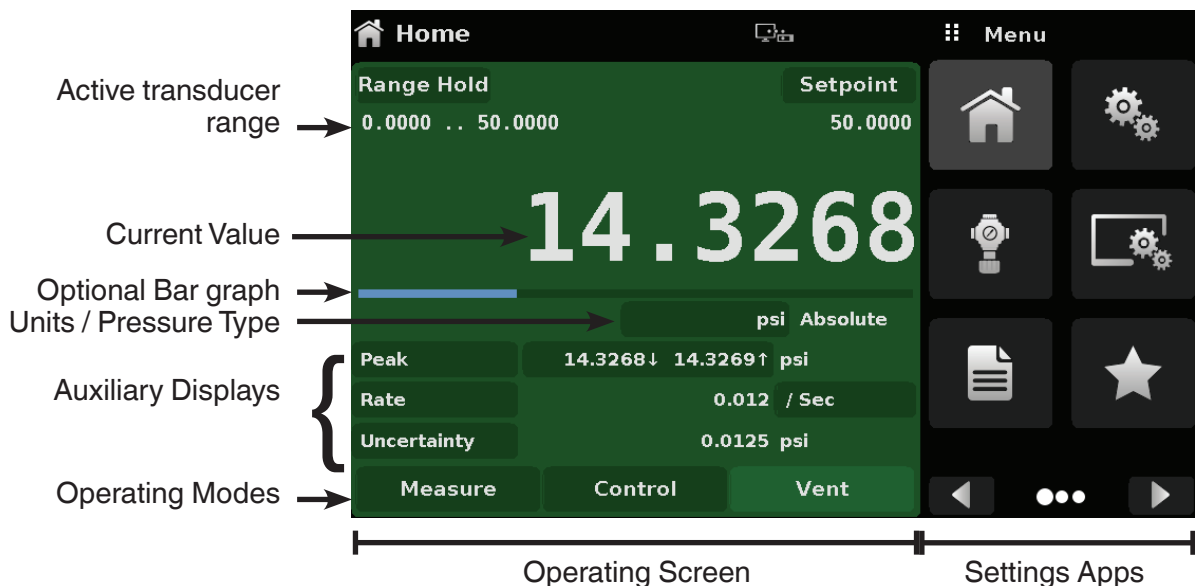 Home
Menu
Active transducer
range
Range Hold
Setpoint
0.0000 .. 50.0000
50.0000
Current Value
14.3268
Optional Bar graph
Units / Pressure Type
psi Absolute
Auxiliary Displays
Peak 14.3268↓ 14.3269↑ psi
Rate 0.012 / Sec
Uncertainty 0.0125 psi
Operating Modes
Measure Control Vent
Operating Screen
Settings Apps